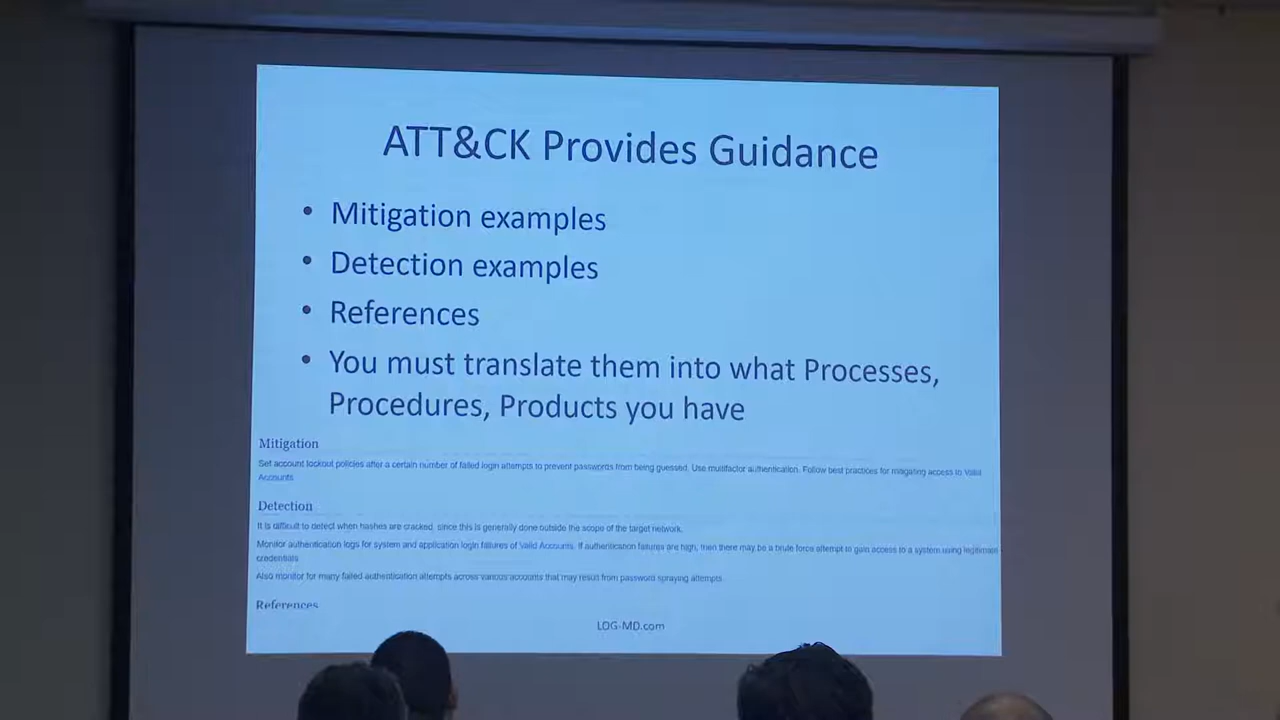 ATT&CK Provides Guidance
• Mitigation examples
• Detection examples
• References
• You must translate them into what Processes,
Procedures, Products you have
Mitigation
Set account lockout policies after a certain number of failed login attempts to prevent passwords from being guessed. Use multifactor authentication. Follow best practices for mitigating access to Valid
Accounts
Detection
It is difficult to detect when hashes are cracked, since this is generally done outside the scope of the target network.
Monitor authentication logs for system and application login failures of Valid Accounts. If authentication failures are high, then there may be a brute force attempt to gain access to a system using legitimate
credentials
Also monitor for many failed authentication attempts across various accounts that may result from password spraying attempts
References
LOG-MD.com